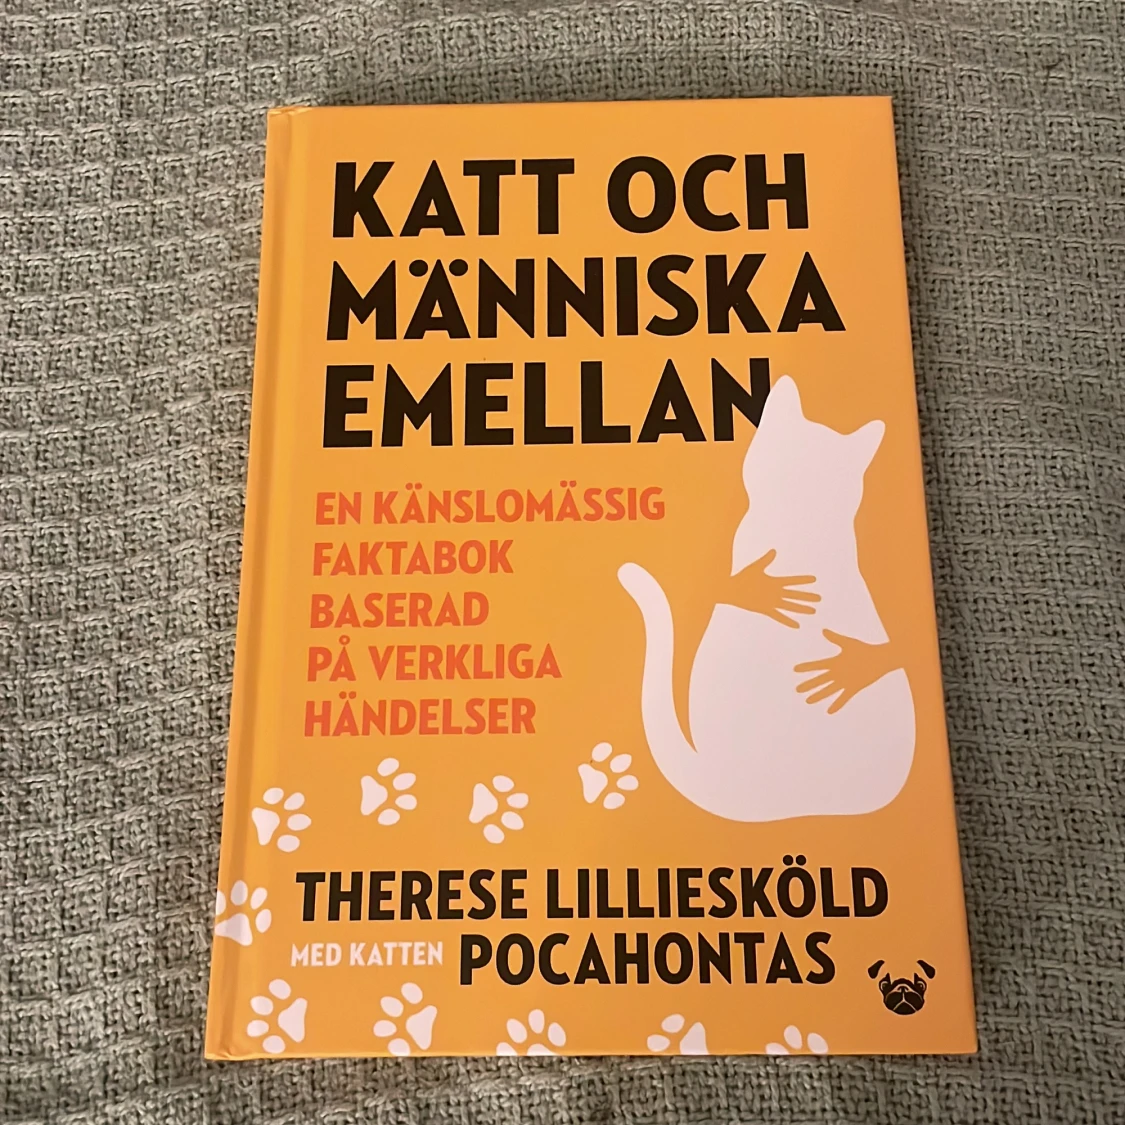 KATT OCH
MÄNNISKA
EMELLAN
EN KÄNSLOMÄSSIG
FAKTABOK
BASERAD
PÅ VERKLIGA
HÄNDELSER
THERESE LILLIESKÖLD
MED KATTEN POCAHONTAS